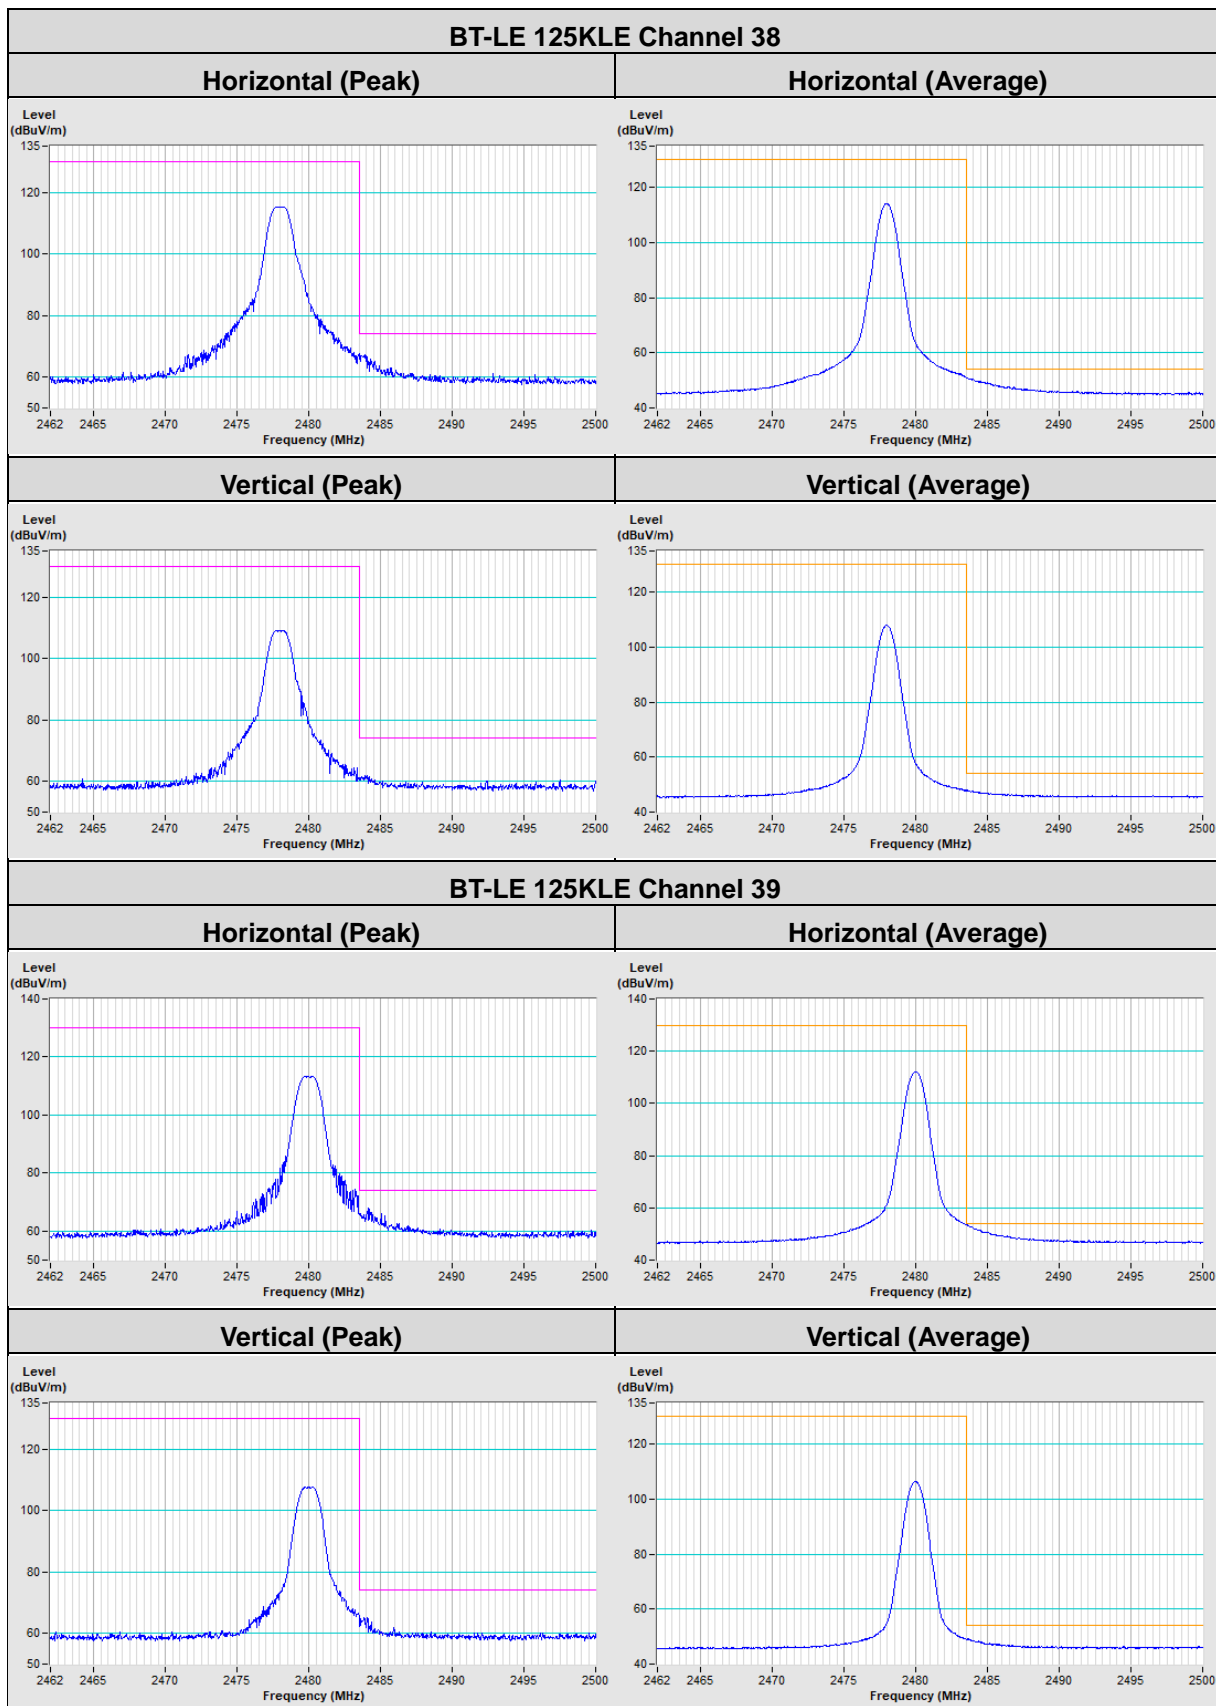 BT-LE 125KLE Channel 38
Horizontal (Peak)
Horizontal (Average)
Level
(dBuV/m)
135
120
100
80
60
50
2462 2465 2470 2475 2480 2485 2490 2495 2500
Frequency (MHz)
Level
(dBuV/m)
135
120
100
80
60
40
2462 2465 2470 2475 2480 2485 2490 2495 2500
Frequency (MHz)
Vertical (Peak)
Vertical (Average)
Level
(dBuV/m)
135
120
100
80
60
50
2462 2465 2470 2475 2480 2485 2490 2495 2500
Frequency (MHz)
Level
(dBuV/m)
135
120
100
80
60
40
2462 2465 2470 2475 2480 2485 2490 2495 2500
Frequency (MHz)
BT-LE 125KLE Channel 39
Horizontal (Peak)
Horizontal (Average)
Level
(dBuV/m)
140
120
100
80
60
50
2462 2465 2470 2475 2480 2485 2490 2495 2500
Frequency (MHz)
Level
(dBuV/m)
140
120
100
80
60
40
2462 2465 2470 2475 2480 2485 2490 2495 2500
Frequency (MHz)
Vertical (Peak)
Vertical (Average)
Level
(dBuV/m)
135
120
100
80
60
50
2462 2465 2470 2475 2480 2485 2490 2495 2500
Frequency (MHz)
Level
(dBuV/m)
135
120
100
80
60
40
2462 2465 2470 2475 2480 2485 2490 2495 2500
Frequency (MHz)